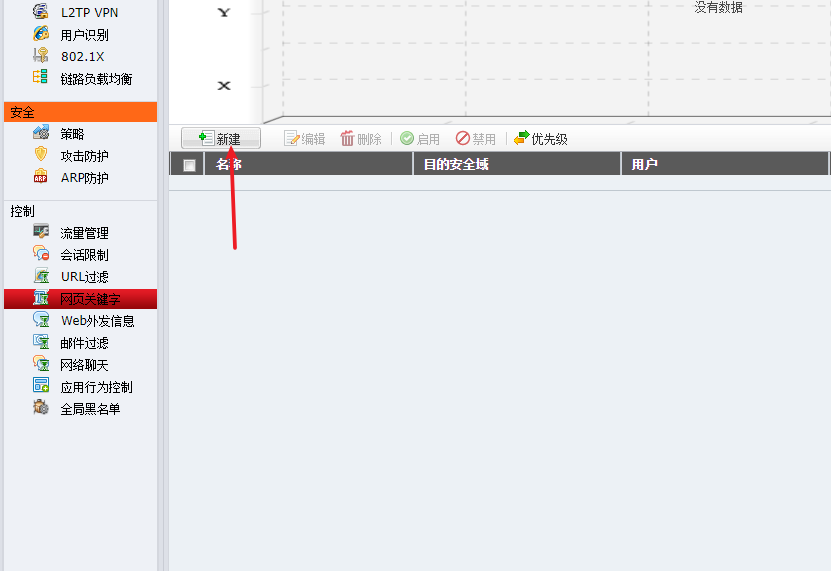 L2TP VPN
用户识别
802.1X
链路负载均衡
安全
策略
攻击防护
ARP
ARP防护
控制
流量管理
会话限制
URL过滤
网页关键字
Web外发信息
邮件过滤
网络聊天
应用行为控制
全局黑名单
Y
没有数据
X
新建 编辑 删除 启用 禁用 优先级
名称 目的安全域 用户